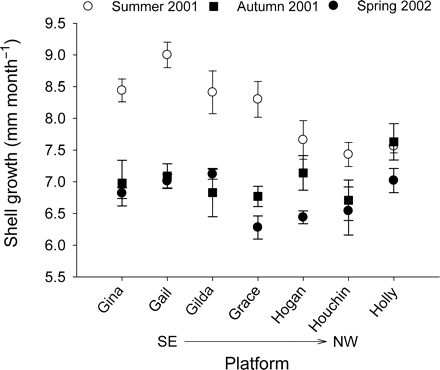 Summer 2001 Autumn 2001 Spring 2002
Shell growth (mm month⁻¹)
9.5
9.0
8.5
8.0
7.5
7.0
6.5
6.0
5.5
Gina Gail Gilda Grace Hogan Houchin Holly
SE NW
Platform